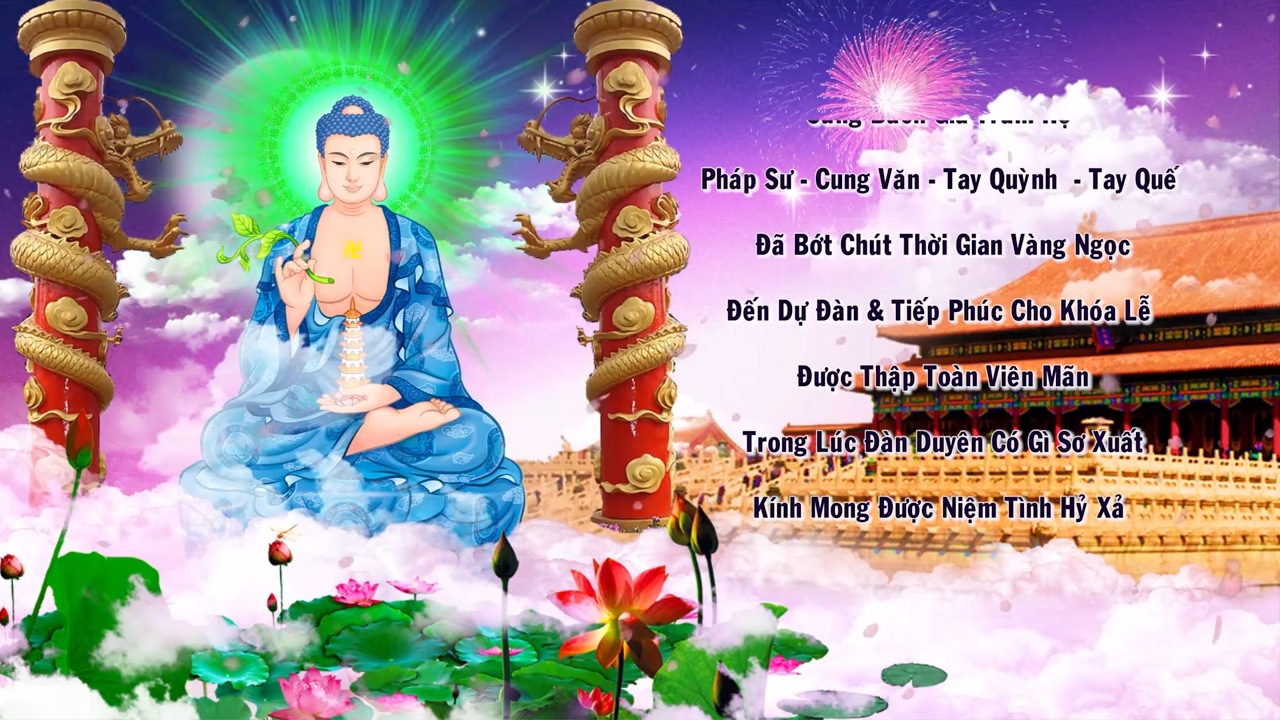 Pháp Sư - Cung Văn - Tay Quỳnh - Tay Quế
Đã Bớt Chút Thời Gian Vàng Ngọc
Đến Dự Đàn & Tiếp Phúc Cho Khóa Lễ
Được Thập Toàn Viên Mãn
Trong Lúc Đàn Duyên Có Gì Sơ Xuất
Kính Mong Được Niệm Tình Hỷ Xả